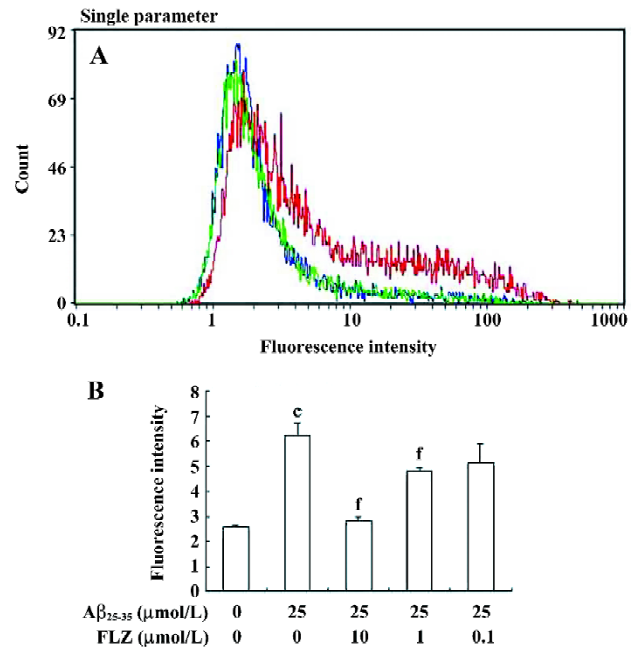 Single parameter
A
92
69
46
23
0
Count
0.1 1 10 100 1000
Fluorescence intensity
B
8
7
6
5
4
3
2
1
0
Fluorescence intensity
c
f
f
Aβ25-35 (μmol/L) 0 25 25 25 25
FLZ (μmol/L) 0 0 10 1 0.1